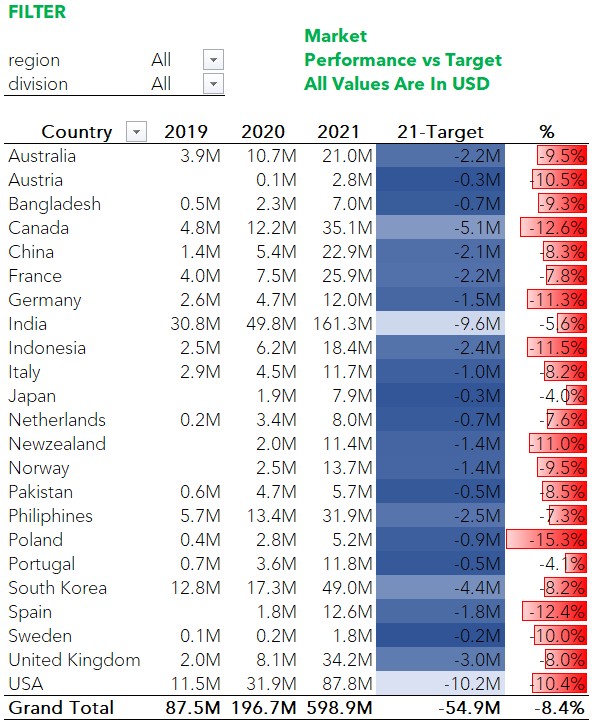 FILTER
Market
region All Performance vs Target
division All All Values Are In USD
Country 2019 2020 2021 21-Target %
Australia 3.9M 10.7M 21.0M -2.2M -9.5%
Austria 0.1M 2.8M -0.3M -10.5%
Bangladesh 0.5M 2.3M 7.0M -0.7M -9.3%
Canada 4.8M 12.2M 35.1M -5.1M -12.6%
China 1.4M 5.4M 22.9M -2.1M -8.3%
France 4.0M 7.5M 25.9M -2.2M -7.8%
Germany 2.6M 4.7M 12.0M -1.5M -11.3%
India 30.8M 49.8M 161.3M -9.6M -5.6%
Indonesia 2.5M 6.2M 18.4M -2.4M -11.5%
Italy 2.9M 4.5M 11.7M -1.0M -8.2%
Japan 1.9M 7.9M -0.3M -4.0%
Netherlands 0.2M 3.4M 8.0M -0.7M -7.6%
Newzealand 2.0M 11.4M -1.4M -11.0%
Norway 2.5M 13.7M -1.4M -9.5%
Pakistan 0.6M 4.7M 5.7M -0.5M -8.5%
Philiphines 5.7M 13.4M 31.9M -2.5M -7.3%
Poland 0.4M 2.8M 5.2M -0.9M -15.3%
Portugal 0.7M 3.6M 11.8M -0.5M -4.1%
South Korea 12.8M 17.3M 49.0M -4.4M -8.2%
Spain 1.8M 12.6M -1.8M -12.4%
Sweden 0.1M 0.2M 1.8M -0.2M -10.0%
United Kingdom 2.0M 8.1M 34.2M -3.0M -8.0%
USA 11.5M 31.9M 87.8M -10.2M -10.4%
Grand Total 87.5M 196.7M 598.9M -54.9M -8.4%